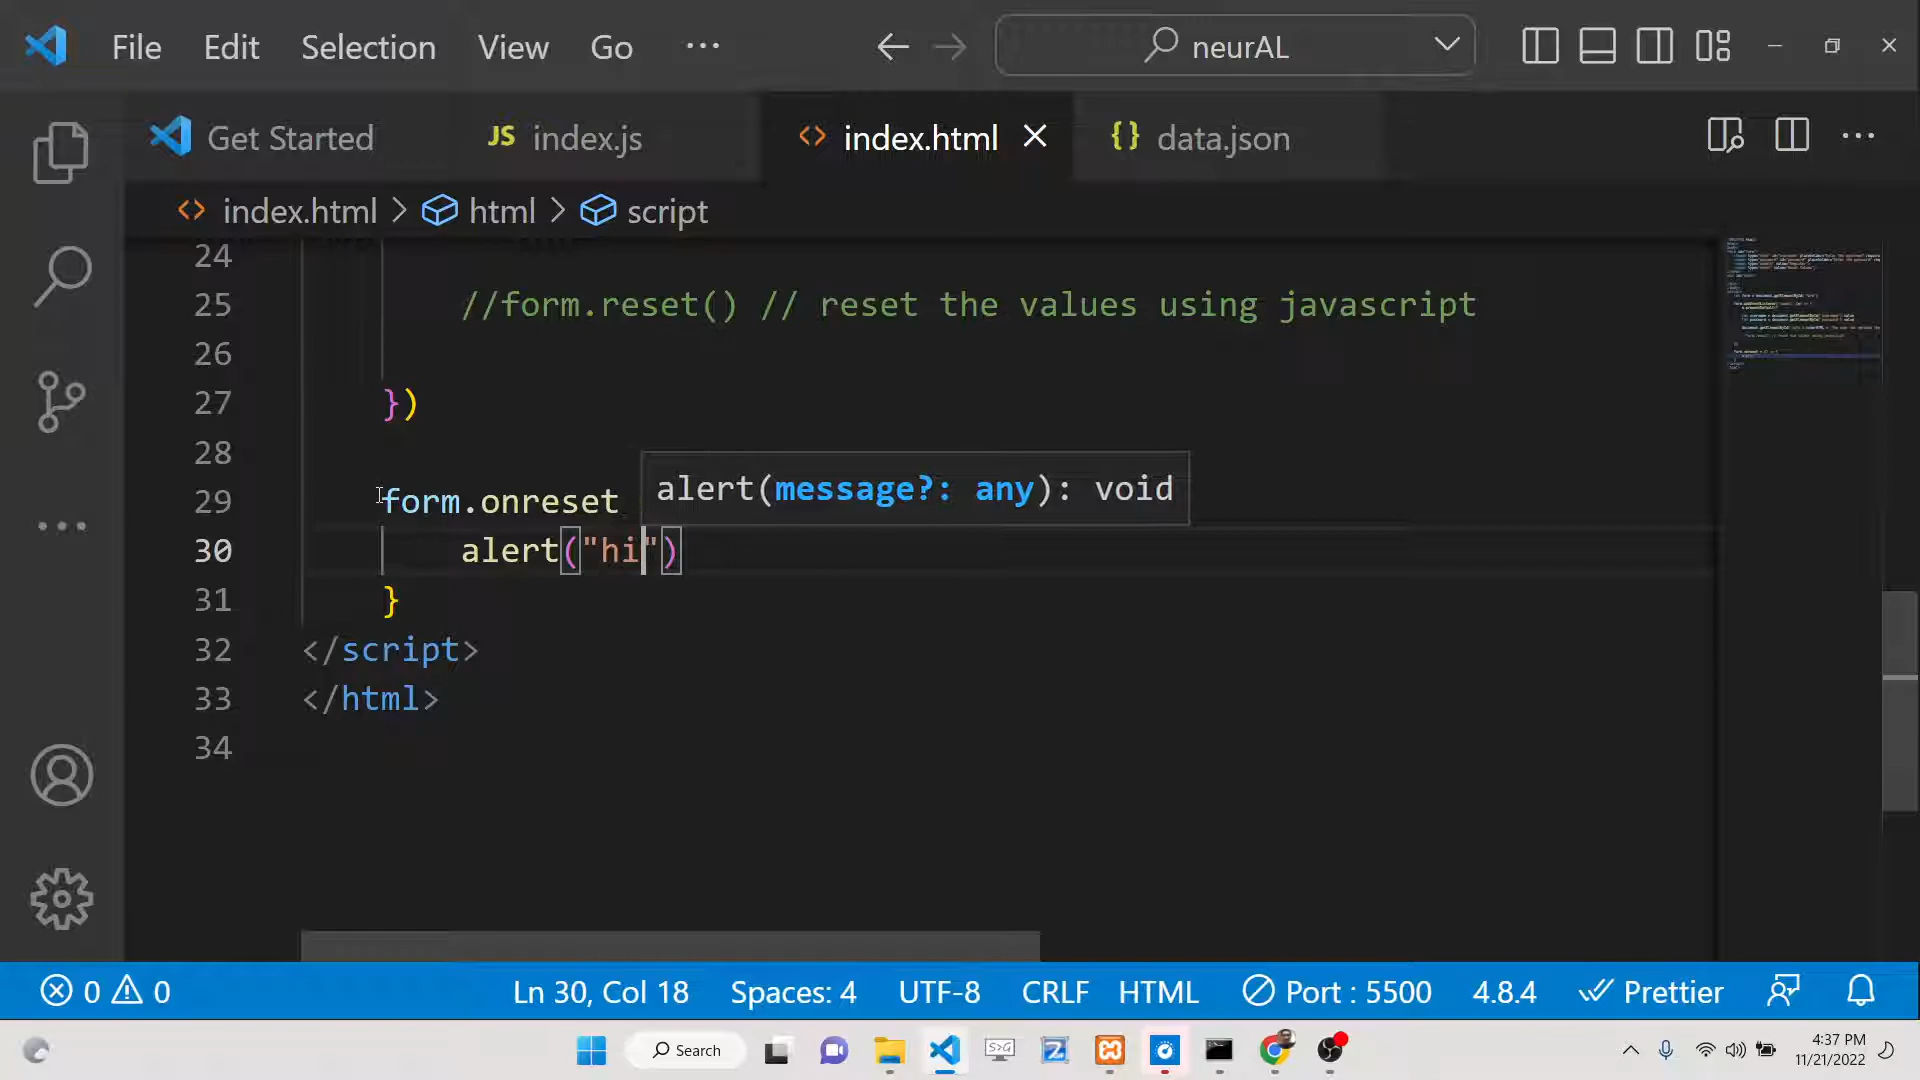 File Edit Selection View Go ··· neurAL
Get Started JS index.js index.html data.json
index.html > html > script
24
25 //form.reset() // reset the values using javascript
26
27 })
28
29 form.onreset
alert(message?: any): void
30 alert("hi")
31 }
32 </script>
33 </html>
34
0 0 Ln 30, Col 18 Spaces: 4 UTF-8 CRLF HTML Port : 5500 4.8.4 Prettier
Search
4:37 PM
11/21/2022